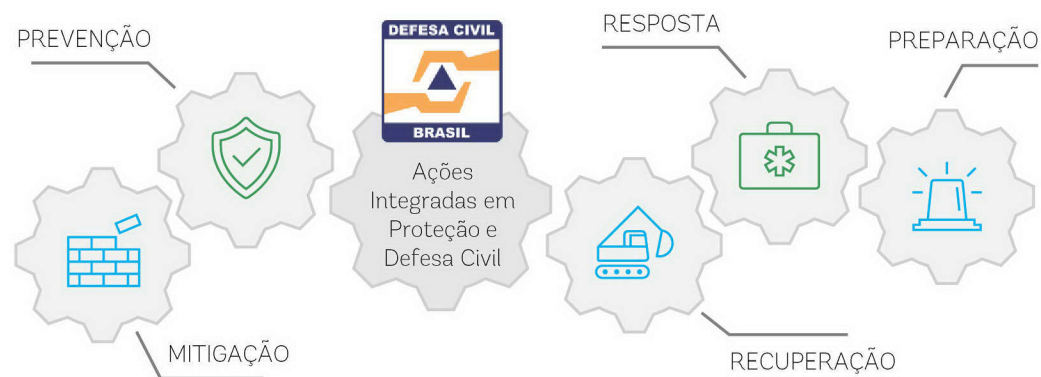 PREVENÇÃO
DEFESA CIVIL
BRASIL
Ações
Integradas em
Proteção e
Defesa Civil
RESPOSTA
PREPARAÇÃO
MITIGAÇÃO
RECUPERAÇÃO